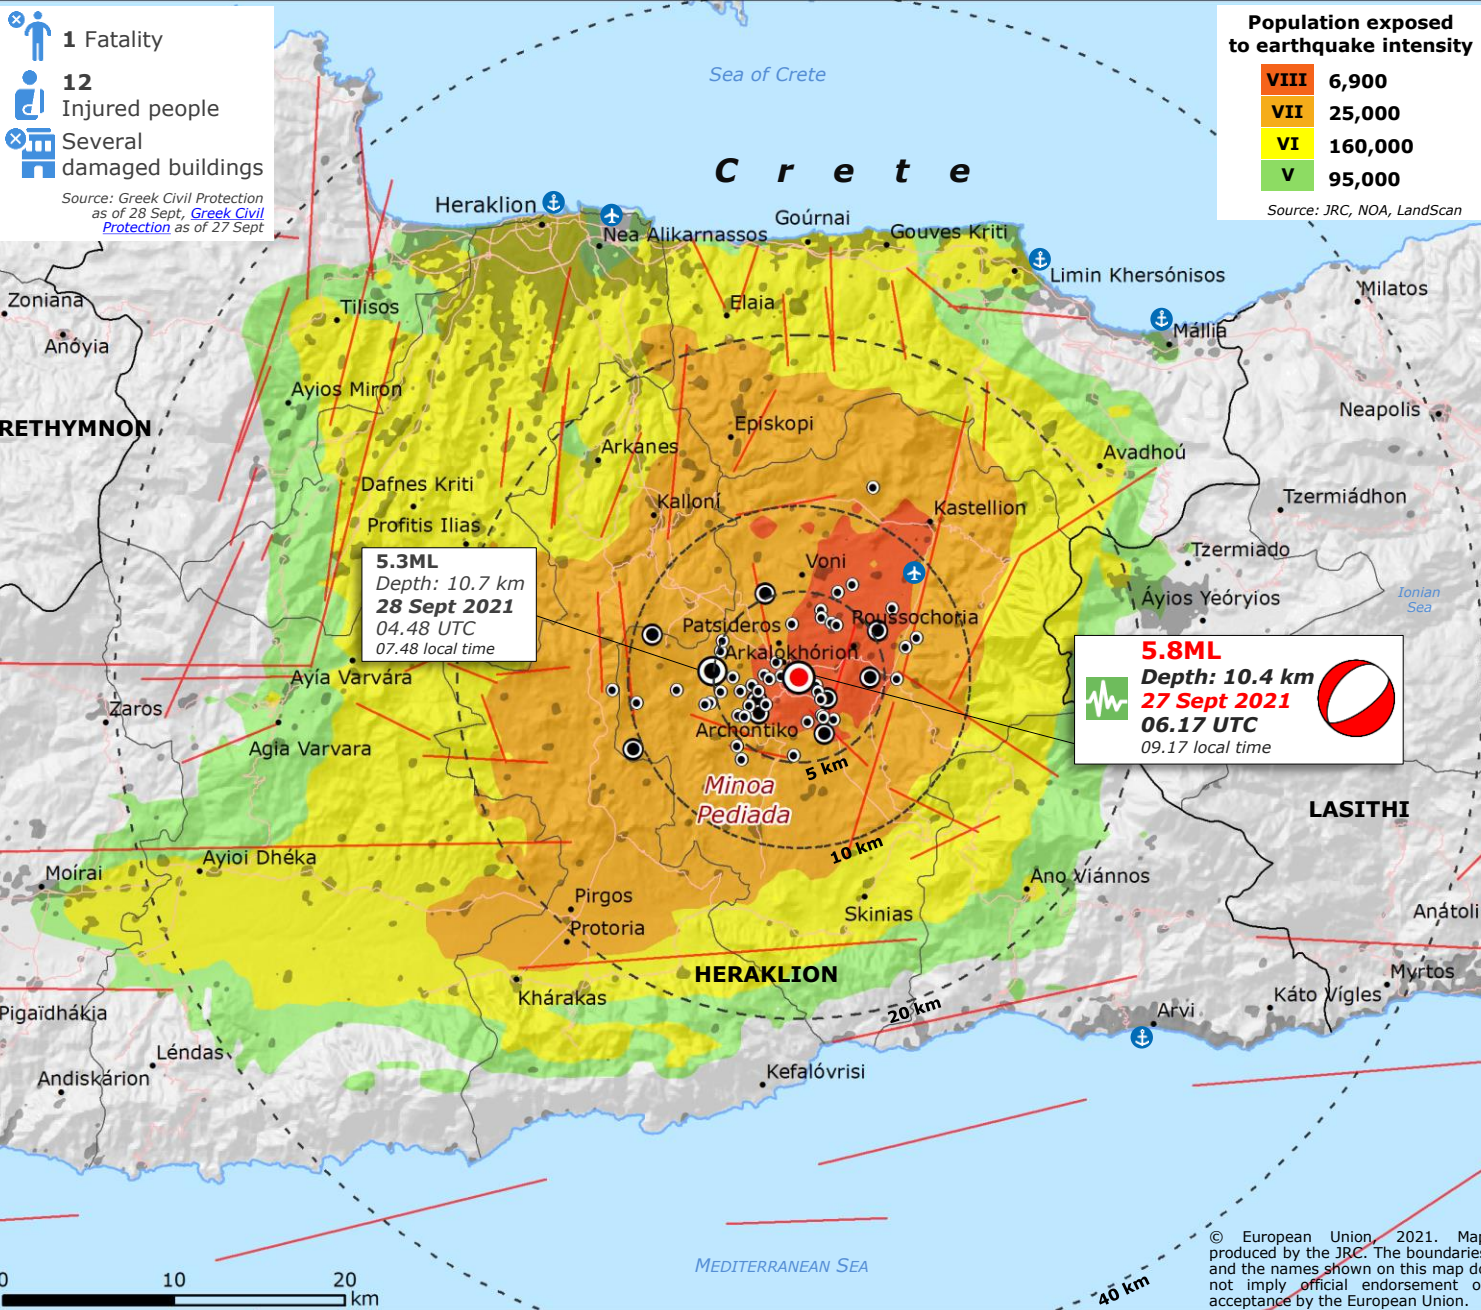 1 Fatality
12
Injured people
Several
damaged buildings
Source: Greek Civil Protection
as of 28 Sept, Greek Civil
Protection as of 27 Sept
Population exposed
to earthquake intensity
VIII 6,900
VII 25,000
VI 160,000
V 95,000
Source: JRC, NOA, LandScan
Sea of Crete
Crete
Heraklion
Nea Alikarnassos
Goúrnai
Gouves Kriti
Limin Khersónisos
Milatos
Mállia
Zoniana
Anóyia
Tilisos
Elaia
Ayios Miron
RETHYMNON
Neapolis
Episkopi
Arkanes
Avadhoú
Dafnes Kriti
Kalloní
Kastellion
Tzermiádhon
Profitis Ilias
Tzermiado
Voni
Áyios Yeóryios
Ionian
Sea
5.3ML
Depth: 10.7 km
28 Sept 2021
04.48 UTC
07.48 local time
Patsideros
Roussochoria
Arkalokhórion
5.8ML
Depth: 10.4 km
27 Sept 2021
06.17 UTC
09.17 local time
Ayía Varvára
Zaros
Agia Varvara
Archontiko
5 km
Minoa
Pediada
LASITHI
10 km
Ayioi Dhéka
Moírai
Áno Viánnos
Pirgos
Skinias
Anátoli
Protoria
HERAKLION
Khárakas
Myrtos
Káto Vígles
Pigaïdhákia
20 km
Arvi
Léndas
Andiskárion
Kefalóvrisi
MEDITERRANEAN SEA
40 km
0 10 20
km
© European Union, 2021. Map
produced by the JRC. The boundaries
and the names shown on this map do
not imply official endorsement o
acceptance by the European Union.